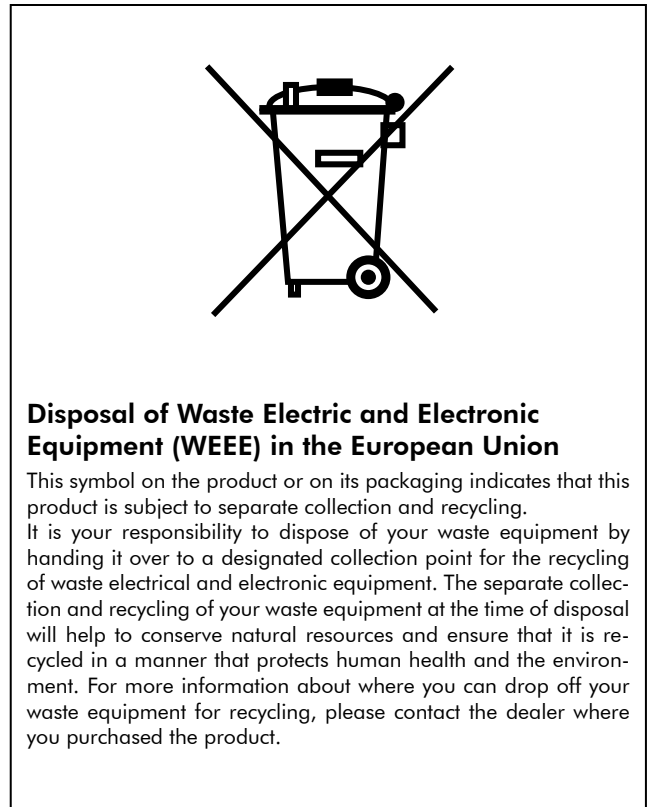 Disposal of Waste Electric and Electronic
Equipment (WEEE) in the European Union
This symbol on the product or on its packaging indicates that this
product is subject to separate collection and recycling.
It is your responsibility to dispose of your waste equipment by
handing it over to a designated collection point for the recycling
of waste electrical and electronic equipment. The separate collec-
tion and recycling of your waste equipment at the time of disposal
will help to conserve natural resources and ensure that it is re-
cycled in a manner that protects human health and the environ-
ment. For more information about where you can drop off your
waste equipment for recycling, please contact the dealer where
you purchased the product.